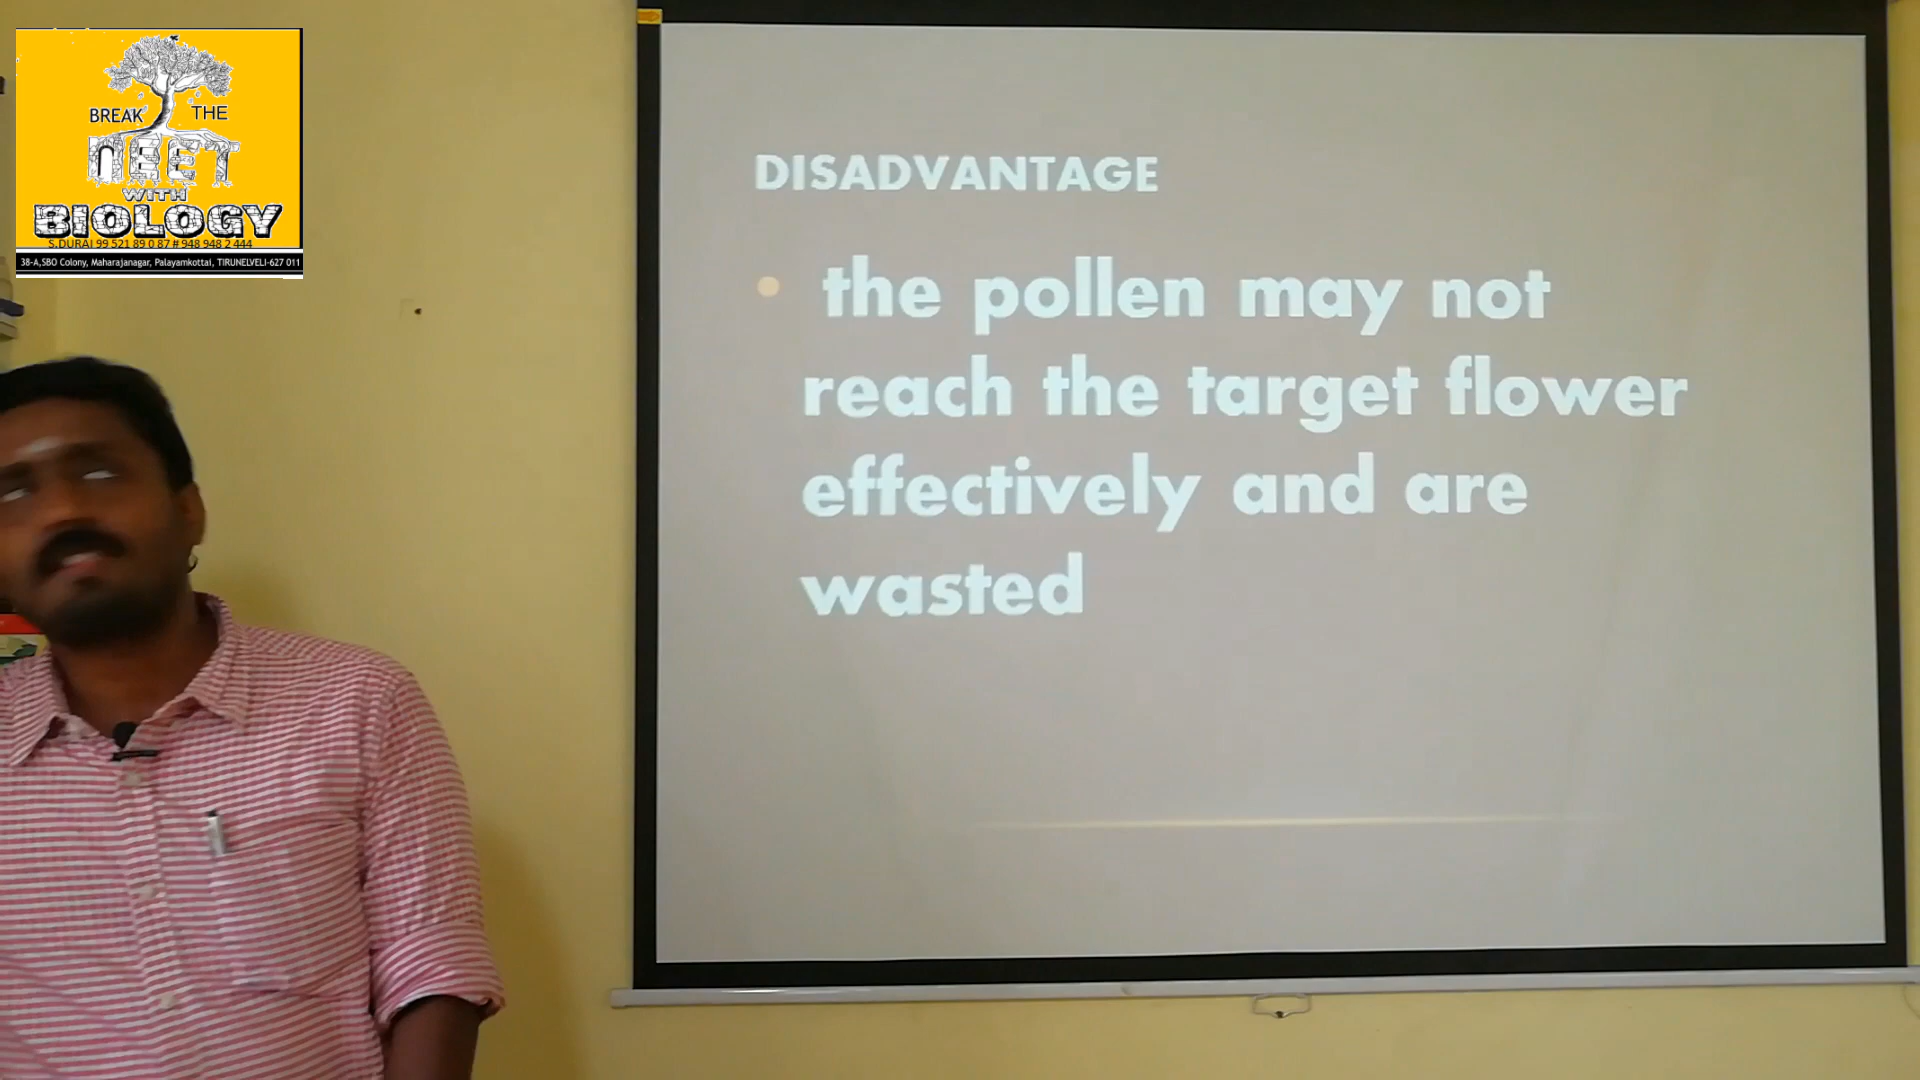 BREAK THE
NEET
WITH
BIOLOGY
S.DURAI 99 521 89 0 87 # 948 948 2 444
38-A,SBO Colony, Maharajanagar, Palayamkottai, TIRUNELVELI-627 011
DISADVANTAGE
the pollen may not
reach the target flower
effectively and are
wasted